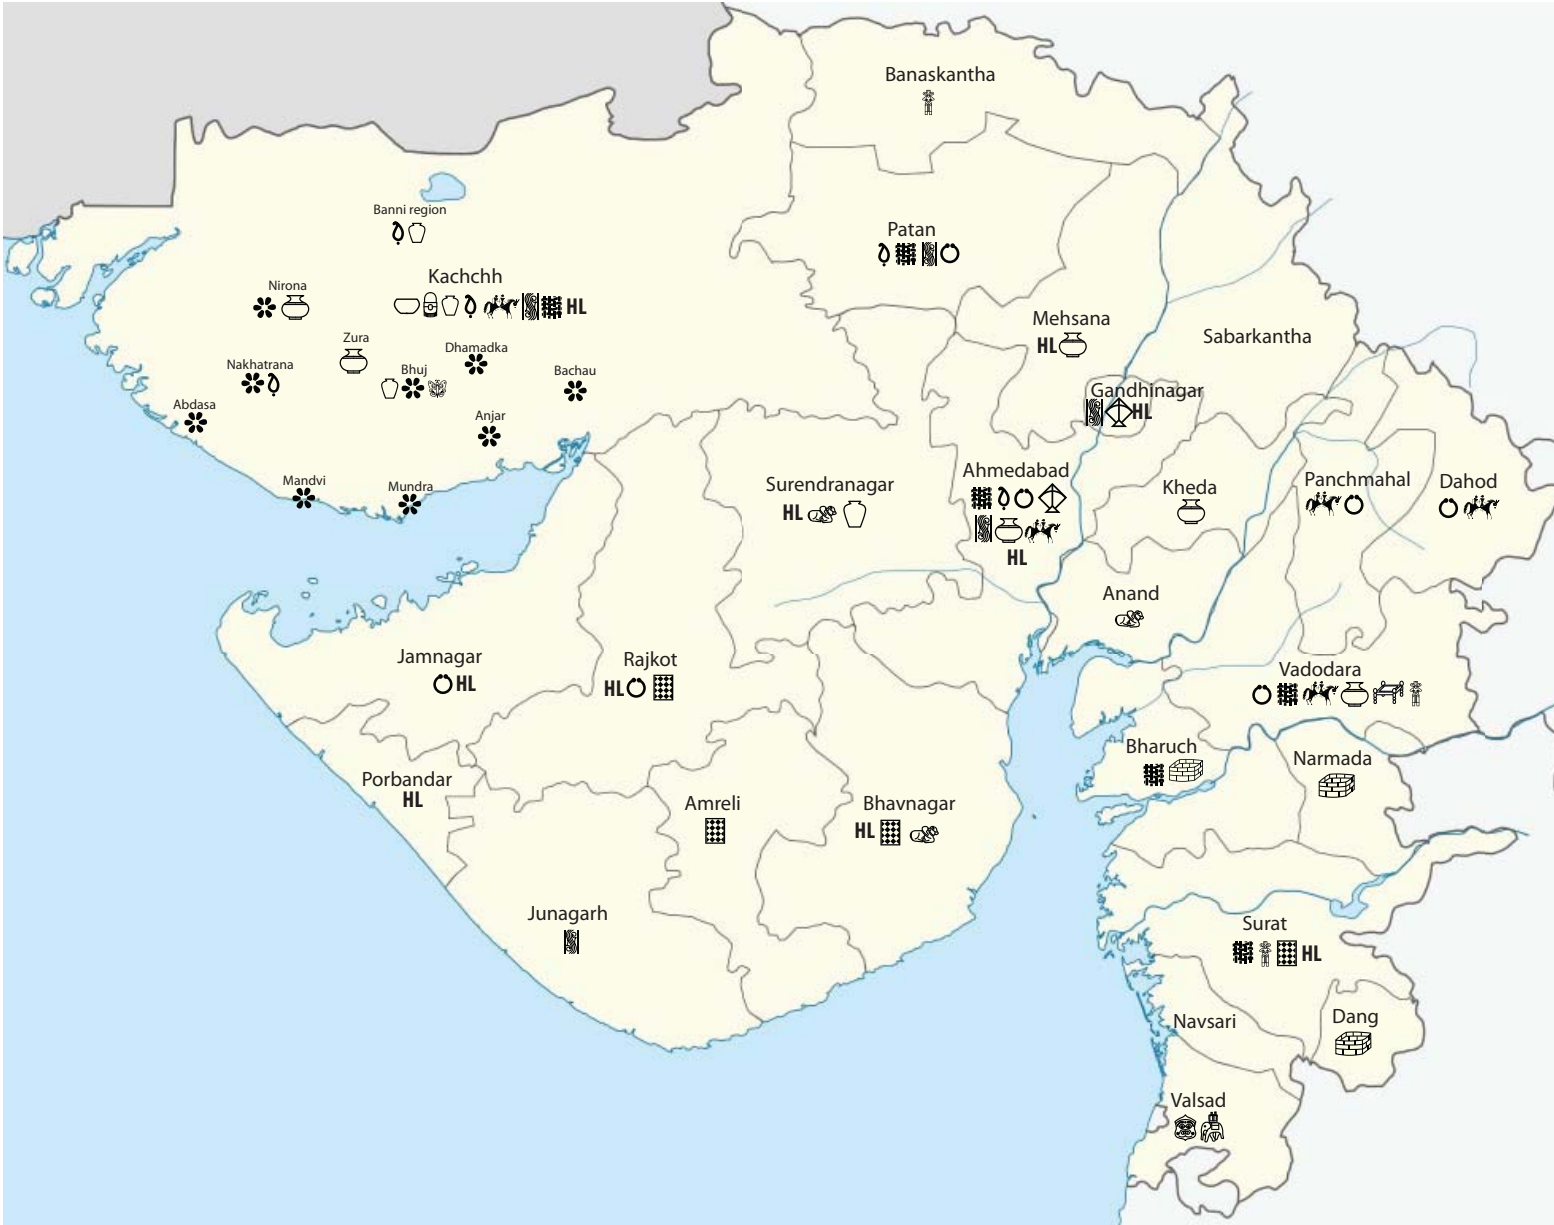 Banaskantha
Banni region
Patan
Kachchh
HL
Nirona
Mehsana
HL
Sabarkantha
Zura
Dhamadka
Nakhatrana
Bhuj
Bachau
Gandhinagar
HL
Abdasa
Anjar
Mandvi
Mundra
Surendranagar
HL
Ahmedabad
HL
Kheda
Panchmahal
Dahod
Anand
Jamnagar
HL
Rajkot
HL
Vadodara
Porbandar
HL
Bharuch
Narmada
Amreli
Bhavnagar
HL
Junagarh
Surat
HL
Navsari
Dang
Valsad